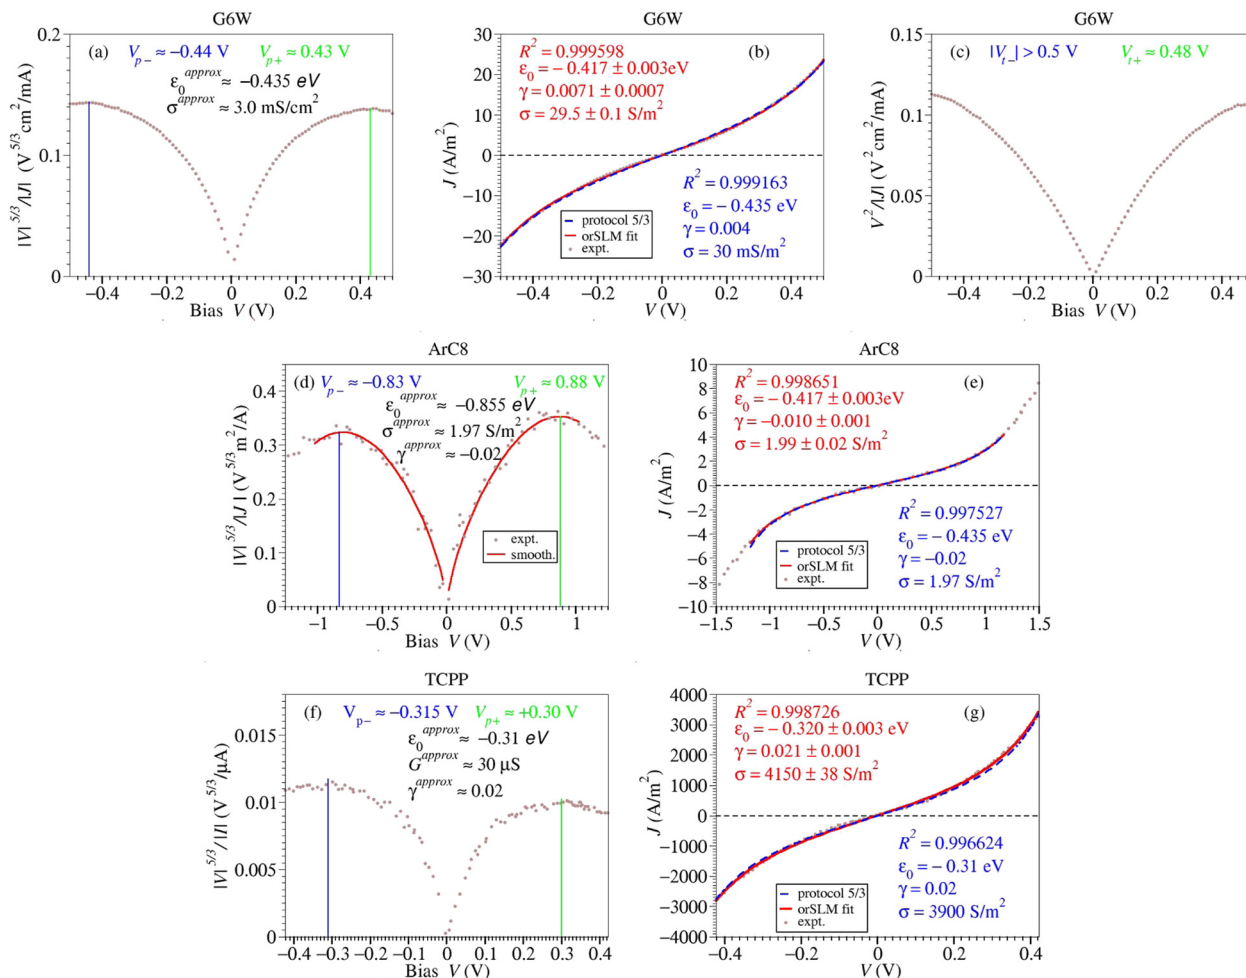 G6W
(a)
V_p− ≈ −0.44 V
V_p+ ≈ 0.43 V
ε_0^approx ≈ −0.435 eV
σ^approx ≈ 3.0 mS/cm²
|V|^5/3/|J| (V^5/3 cm²/mA)
0.2
0.1
0
−0.4 −0.2 0 0.2 0.4
Bias V (V)
G6W
(b)
R² = 0.999598
ε_0 = − 0.417 ± 0.003eV
γ = 0.0071 ± 0.0007
σ = 29.5 ± 0.1 S/m²
R² = 0.999163
ε_0 = − 0.435 eV
γ = 0.004
σ = 30 mS/m²
protocol 5/3
orSLM fit
expt.
J (A/m²)
30
20
10
0
−10
−20
−30
−0.4 −0.2 0 0.2 0.4
V (V)
G6W
(c)
|V_t−| > 0.5 V
V_t+ ≈ 0.48 V
V²/|J| (V² cm²/mA)
0.15
0.1
0.05
0
−0.4 −0.2 0 0.2 0.4
Bias V (V)
ArC8
(d)
V_p− ≈ −0.83 V
V_p+ ≈ 0.88 V
ε_0^approx ≈ −0.855 eV
σ^approx ≈ 1.97 S/m²
γ^approx ≈ −0.02
expt.
smooth.
|V|^5/3/|J| (V^5/3 m²/A)
0.4
0.3
0.2
0.1
0
−1 −0.5 0 0.5 1
Bias V (V)
ArC8
(e)
R² = 0.998651
ε_0 = − 0.417 ± 0.003eV
γ = −0.010 ± 0.001
σ = 1.99 ± 0.02 S/m²
R² = 0.997527
ε_0 = − 0.435 eV
γ = −0.02
σ = 1.97 S/m²
protocol 5/3
orSLM fit
expt.
J (A/m²)
10
8
6
4
2
0
−2
−4
−6
−8
−10
−1.5 −1 −0.5 0 0.5 1 1.5
V (V)
TCPP
(f)
V_p− ≈ −0.315 V
V_p+ ≈ +0.30 V
ε_0^approx ≈ −0.31 eV
G^approx ≈ 30 μS
γ^approx ≈ 0.02
|V|^5/3/|I| (V^5/3/μA)
0.015
0.01
0.005
0
−0.4 −0.3 −0.2 −0.1 0 0.1 0.2 0.3 0.4
Bias V (V)
TCPP
(g)
R² = 0.998726
ε_0 = − 0.320 ± 0.003 eV
γ = 0.021 ± 0.001
σ = 4150 ± 38 S/m²
R² = 0.996624
ε_0 = − 0.31 eV
γ = 0.02
σ = 3900 S/m²
protocol 5/3
orSLM fit
expt.
J (A/m²)
4000
3000
2000
1000
0
−1000
−2000
−3000
−4000
−0.4 −0.2 0 0.2 0.4
V (V)